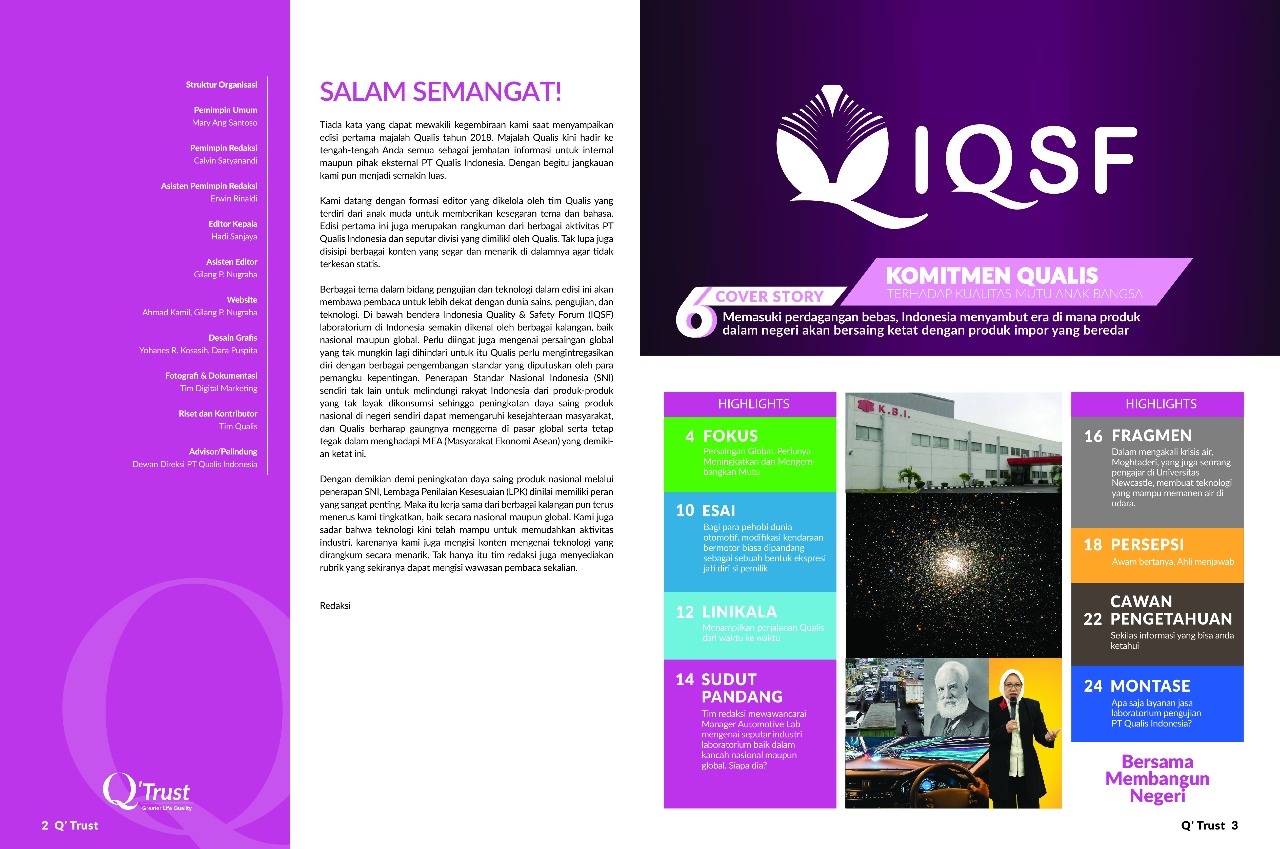 Struktur Organisasi
Pemimpin Umum
Mary Ang Santoso
Pemimpin Redaksi
Calvin Satyanandi
Asisten Pemimpin Redaksi
Erwin Rinaldi
Editor Kepala
Hadi Sanjaya
Asisten Editor
Gilang P. Nugraha
Website
Ahmad Kamil, Gilang P. Nugraha
Desain Grafis
Yohanes R. Kosasih, Dara Puspita
Fotografi & Dokumentasi
Tim Digital Marketing
Riset dan Kontributor
Tim Qualis
Advisor/Pelindung
Dewan Direksi PT Qualis Indonesia
Q'Trust
Greater Life Quality
2 Q' Trust
SALAM SEMANGAT!
Tiada kata yang dapat mewakili kegembiraan kami saat menyampaikan
edisi pertama majalah Qualis tahun 2018. Majalah Qualis kini hadir ke
tengah-tengah Anda semua sebagai jembatan informasi untuk internal
maupun pihak eksternal PT Qualis Indonesia. Dengan begitu jangkauan
kami pun menjadi semakin luas.
Kami datang dengan formasi editor yang dikelola oleh tim Qualis yang
terdiri dari anak muda untuk memberikan kesegaran tema dan bahasa.
Edisi pertama ini juga merupakan rangkuman dari berbagai aktivitas PT
Qualis Indonesia dan seputar divisi yang dimiliki oleh Qualis. Tak lupa juga
disisipi berbagai konten yang segar dan menarik di dalamnya agar tidak
terkesan statis.
Berbagai tema dalam bidang pengujian dan teknologi dalam edisi ini akan
membawa pembaca untuk lebih dekat dengan dunia sains, pengujian, dan
teknologi. Di bawah bendera Indonesia Quality & Safety Forum (IQSF)
laboratorium di Indonesia semakin dikenal oleh berbagai kalangan, baik
nasional maupun global. Perlu diingat juga mengenai persaingan global
yang tak mungkin lagi dihindari untuk itu Qualis perlu mengintregasikan
diri dengan berbagai pengembangan standar yang diputuskan oleh para
pemangku kepentingan. Penerapan Standar Nasional Indonesia (SNI)
sendiri tak lain untuk melindungi rakyat Indonesia dari produk-produk
yang tak layak dikonsumsi sehingga peningkatan daya saing produk
nasional di negeri sendiri dapat memengaruhi kesejahteraan masyarakat,
dan Qualis berharap gaungnya menggema di pasar global serta tetap
tegak dalam menghadapi MEA (Masyarakat Ekonomi Asean) yang demiki-
an ketat ini.
Dengan demikian demi peningkatan daya saing produk nasional melalui
penerapan SNI, Lembaga Penilaian Kesesuaian (LPK) dinilai memiliki peran
yang sangat penting. Maka itu kerja sama dari berbagai kalangan pun terus
menerus kami tingkatkan, baik secara nasional maupun global. Kami juga
sadar bahwa teknologi kini telah mampu untuk memudahkan aktivitas
industri, karenanya kami juga mengisi konten mengenai teknologi yang
dirangkum secara menarik. Tak hanya itu tim redaksi juga menyediakan
rubrik yang sekiranya dapat mengisi wawasan pembaca sekalian.
Redaksi
IQSF
KOMITMEN QUALIS
TERHADAP KUALITAS MUTU ANAK BANGSA
6 COVER STORY
Memasuki perdagangan bebas, Indonesia menyambut era di mana produk
dalam negeri akan bersaing ketat dengan produk impor yang beredar
HIGHLIGHTS
4 FOKUS
Persaingan Global, Perlunya
Meningkatkan dan Mengem
bangkan Mutu
10 ESAI
Bagi para pehobi dunia
otomotif, modifikasi kendaraan
bermotor biasa dipandang
sebagai sebuah bentuk ekspresi
jati diri si pemilik
12 LINIKALA
Menampilkan perjalanan Qualis
dari waktu ke waktu
14 SUDUT
PANDANG
Tim redaksi mewawancarai
Manager Automotive Lab
mengenai seputar industri
laboratorium baik dalam
kancah nasional maupun
global. Siapa dia?
K.B.I.
HIGHLIGHTS
16 FRAGMEN
Dalam mengakali krisis air,
Moghtaderi, yang juga seorang
pengajar di Universitas
Newcastle, membuat teknologi
yang mampu memanen air di
udara.
18 PERSEPSI
Awam bertanya, Ahli menjawab
CAWAN
22 PENGETAHUAN
Sekilas informasi yang bisa anda
ketahui
24 MONTASE
Apa saja layanan jasa
laboratorium pengujian
PT Qualis Indonesia?
Bersama
Membangun
Negeri
Q' Trust 3